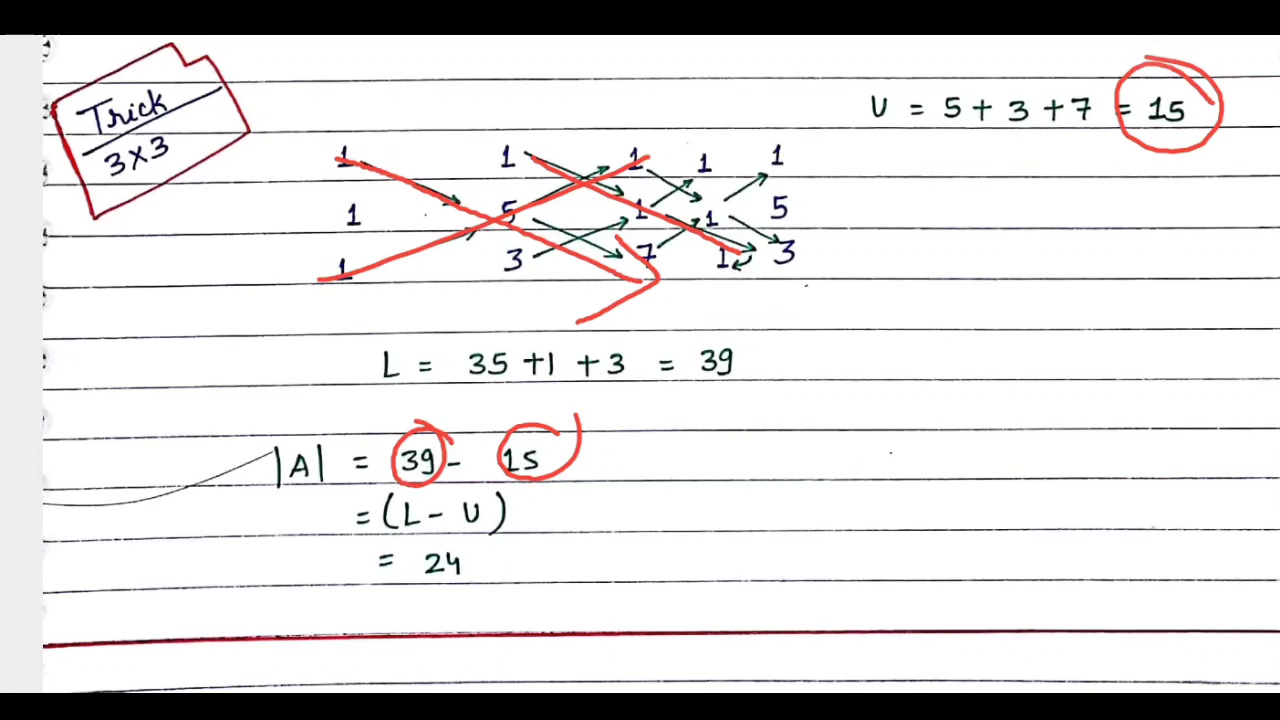 Trick
3x3
U = 5 + 3 + 7 = 15
1 1 1 1 1
1 5 1 1 5
1 3 7 1 3
L = 35 + 1 + 3 = 39
|A| = 39 - 15
= (L - U)
= 24